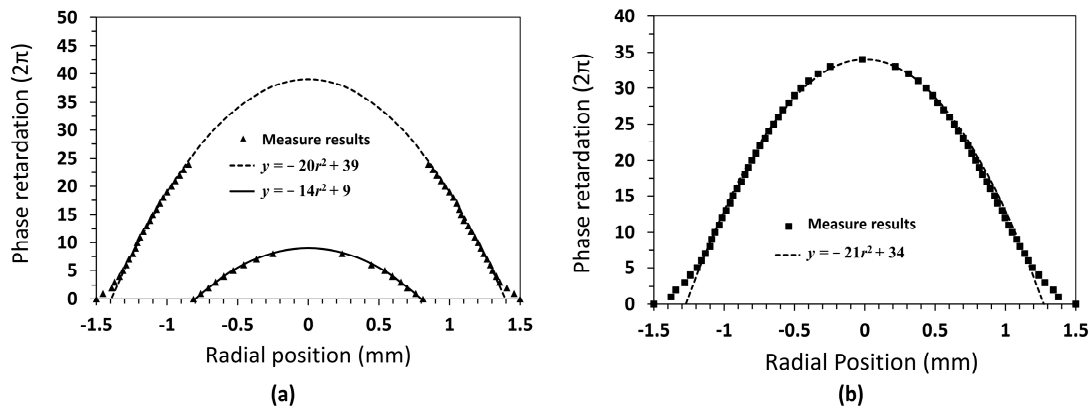 50
45
40
35
30
25
20
15
10
5
0
Phase retardation (2π)
Measure results
y = − 20r² + 39
y = − 14r² + 9
-1.5 -1 -0.5 0 0.5 1 1.5
Radial position (mm)
(a)
40
35
30
25
20
15
10
5
0
Phase retardation (2π)
Measure results
y = − 21r² + 34
-1.5 -1 -0.5 0 0.5 1 1.5
Radial Position (mm)
(b)